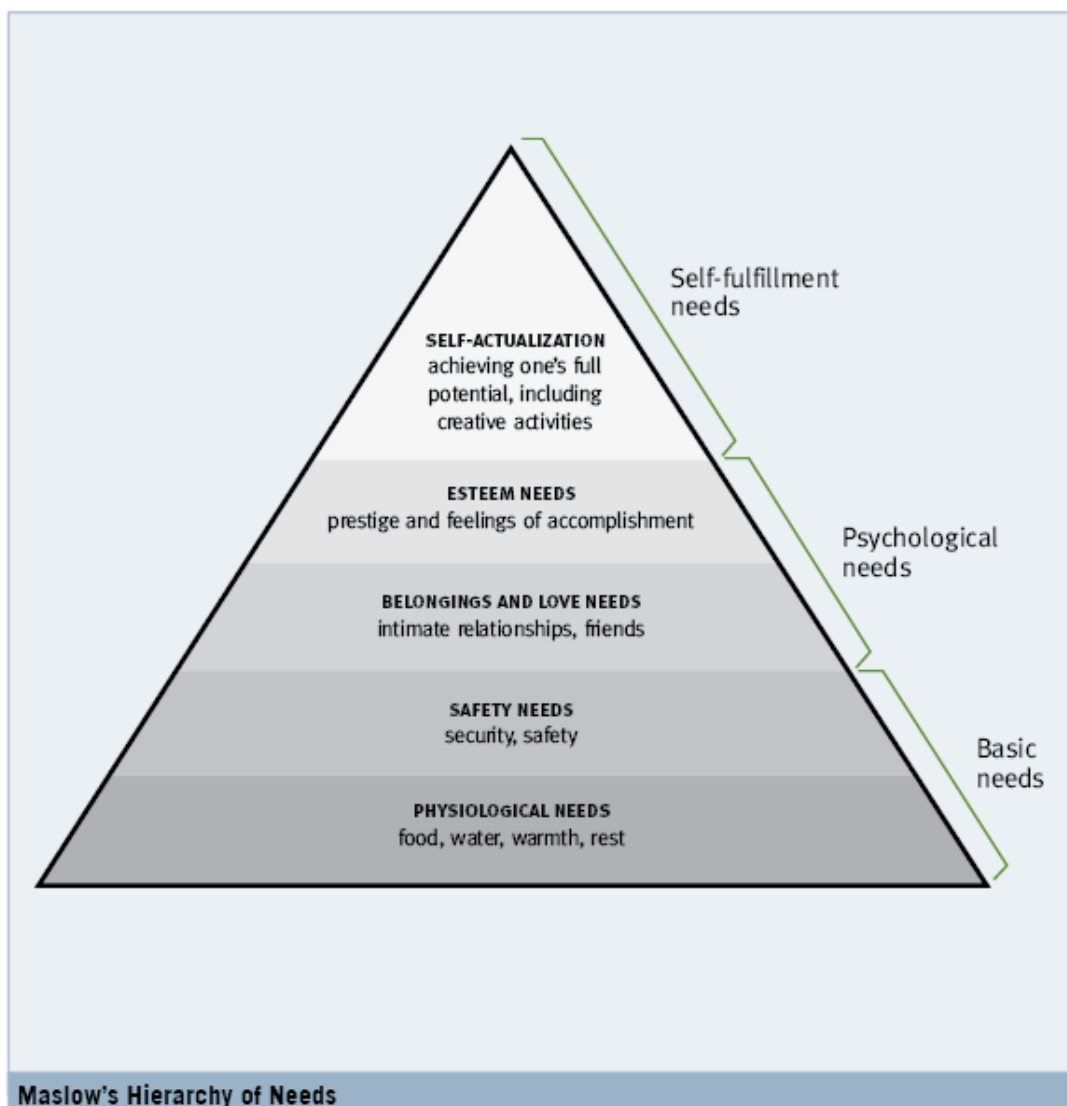 Self-fulfillment
needs
SELF-ACTUALIZATION
achieving one's full
potential, including
creative activities
ESTEEM NEEDS
prestige and feelings of accomplishment
Psychological
needs
BELONGINGS AND LOVE NEEDS
intimate relationships, friends
SAFETY NEEDS
security, safety
Basic
needs
PHYSIOLOGICAL NEEDS
food, water, warmth, rest
Maslow's Hierarchy of Needs